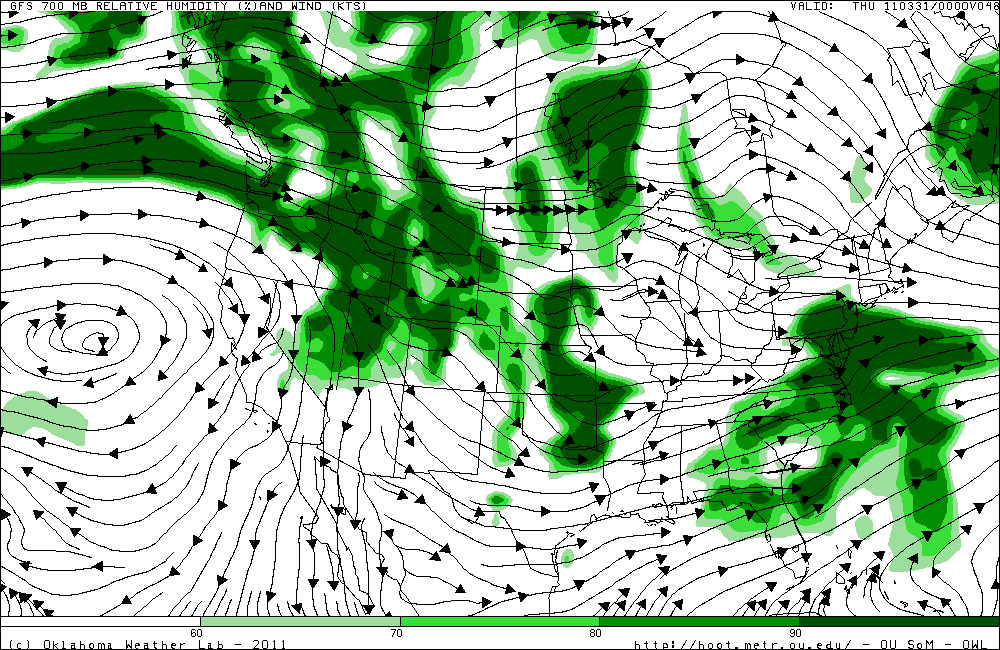 GFS 700 MB RELATIVE HUMIDITY (%)AND WIND (KTS) VALID: THU 110331/0000V048
60 70 80 90
(c) Oklahoma Weather Lab - 2011 http://hoot.metr.ou.edu/ - OU SoM - OWL